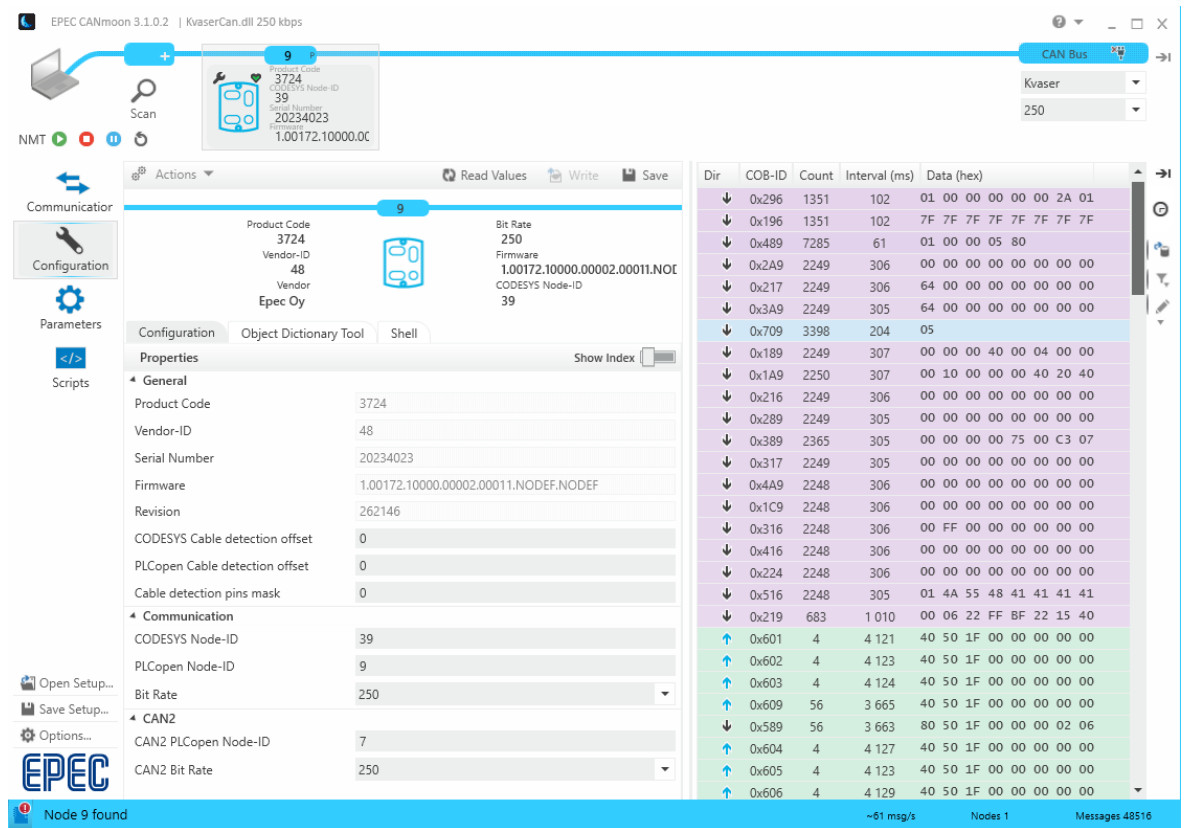 EPEC CANmoon 3.1.0.2 | KvaserCan.dll 250 kbps
9 P
CAN Bus
Product Code
3724
CODESYS Node-ID
39
Serial Number
20234023
Firmware
1.00172.10000.0C
Scan
Kvaser
250
NMT
Actions
Read Values Write Save
Communication
Configuration
Parameters
Scripts
9
Product Code
3724
Vendor-ID
48
Vendor
Epec Oy
Bit Rate
250
Firmware
1.00172.10000.00002.00011.NOD
CODESYS Node-ID
39
Configuration Object Dictionary Tool Shell
Properties Show Index
General
Product Code 3724
Vendor-ID 48
Serial Number 20234023
Firmware 1.00172.10000.00002.00011.NODEF.NODEF
Revision 262146
CODESYS Cable detection offset 0
PLCopen Cable detection offset 0
Cable detection pins mask 0
Communication
CODESYS Node-ID 39
PLCopen Node-ID 9
Bit Rate 250
CAN2
CAN2 PLCopen Node-ID 7
CAN2 Bit Rate 250
Dir COB-ID Count Interval (ms) Data (hex)
0x296 1351 102 01 00 00 00 00 00 2A 01
0x196 1351 102 7F 7F 7F 7F 7F 7F 7F 7F
0x489 7285 61 01 00 00 05 80
0x2A9 2249 306 00 00 00 00 00 00 00 00
0x217 2249 306 64 00 00 00 00 00 00 00
0x3A9 2249 305 64 00 00 00 00 00 00 00
0x709 3398 204 05
0x189 2249 307 00 00 00 40 00 04 00 00
0x1A9 2250 307 00 10 00 00 00 40 20 40
0x216 2249 306 00 00 00 00 00 00 00 00
0x289 2249 305 00 00 00 00 00 00 00 00
0x389 2365 305 00 00 00 00 75 00 C3 07
0x317 2249 305 00 00 00 00 00 00 00 00
0x4A9 2248 306 00 00 00 00 00 00 00 00
0x1C9 2248 306 00 00 00 00 00 00 00 00
0x316 2248 306 00 FF 00 00 00 00 00 00
0x416 2248 306 00 00 00 00 00 00 00 00
0x224 2248 306 00 00 00 00 00 00 00 00
0x516 2248 305 01 4A 55 48 41 41 41 41
0x219 683 1 010 00 06 22 FF BF 22 15 40
0x601 4 4 121 40 50 1F 00 00 00 00 00
0x602 4 4 123 40 50 1F 00 00 00 00 00
0x603 4 4 124 40 50 1F 00 00 00 00 00
0x609 56 3 665 40 50 1F 00 00 00 00 00
0x589 56 3 663 80 50 1F 00 00 00 02 06
0x604 4 4 127 40 50 1F 00 00 00 00 00
0x605 4 4 123 40 50 1F 00 00 00 00 00
0x606 4 4 129 40 50 1F 00 00 00 00 00
Open Setup...
Save Setup...
Options...
EPEC
Node 9 found ~61 msg/s Nodes 1 Messages 48516